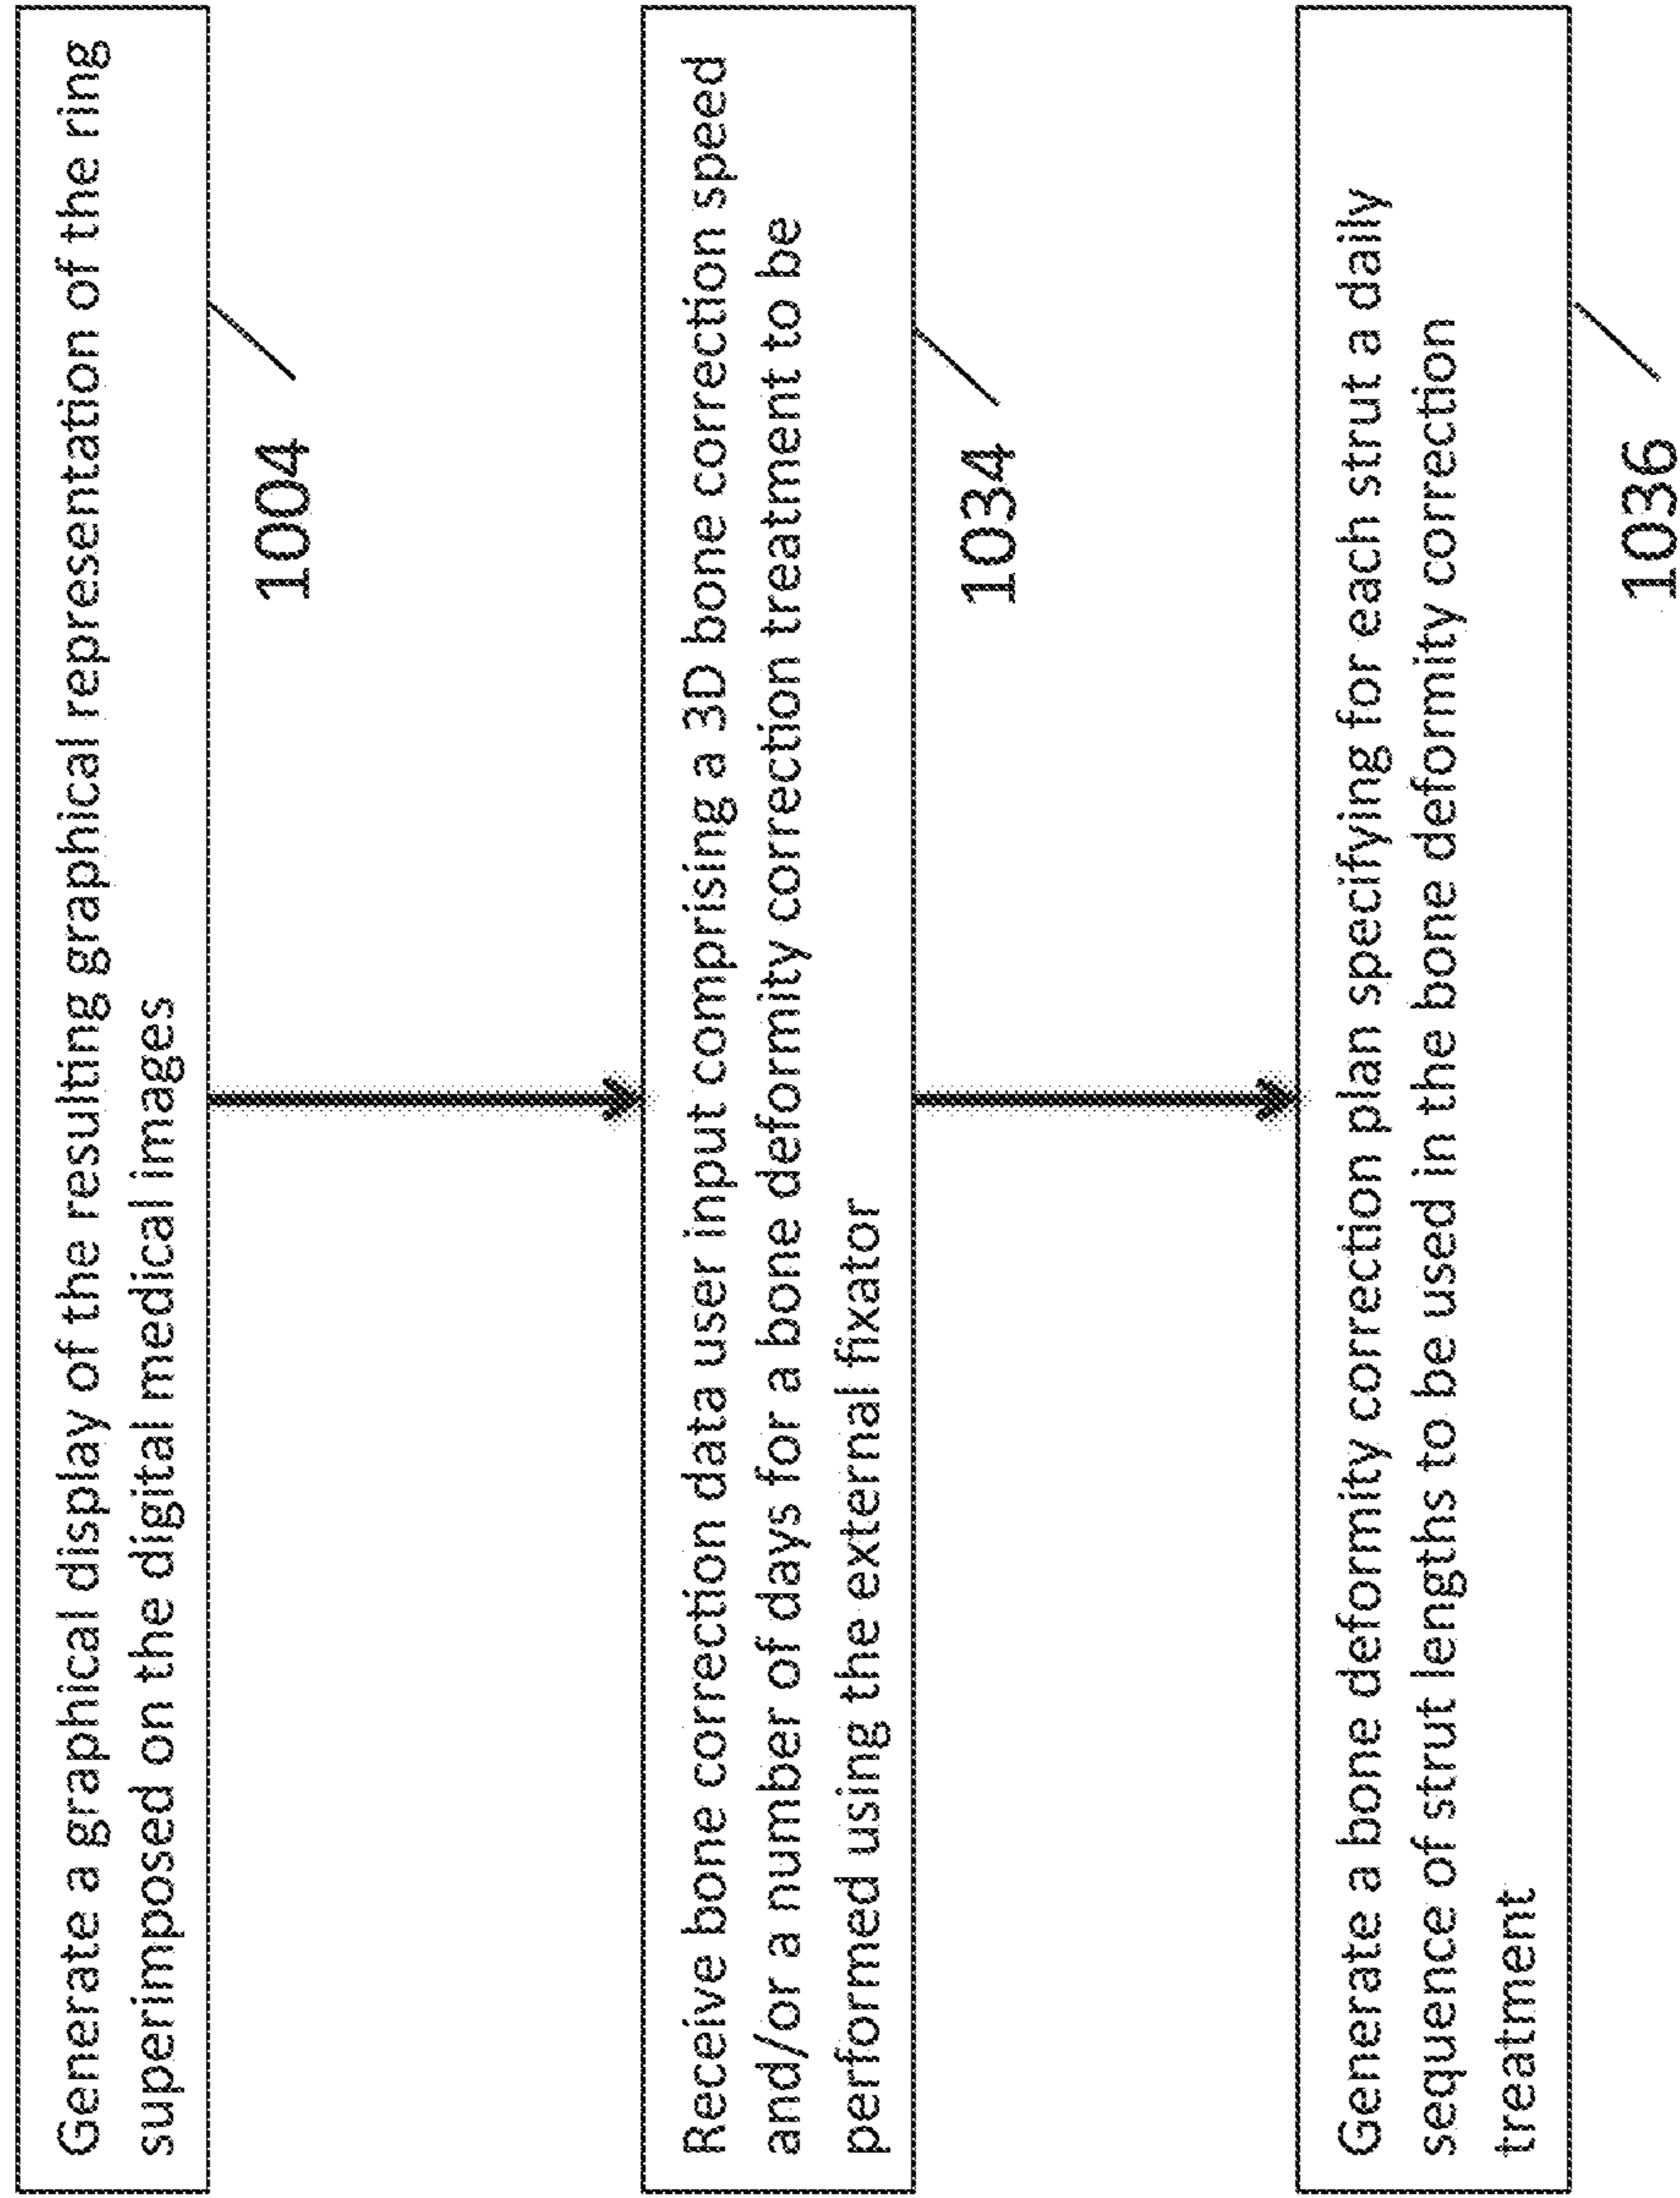 Generate a graphical display of the resulting graphical representation of the ring
superimposed on the digital medical images
1004
Receive bone correction data user input comprising a 3D bone correction speed
and/or a number of days for a bone deformity correction treatment to be
performed using the external fixator
1034
Generate a bone deformity correction plan specifying for each strut a daily
sequence of strut lengths to be used in the bone deformity correction
treatment
1036